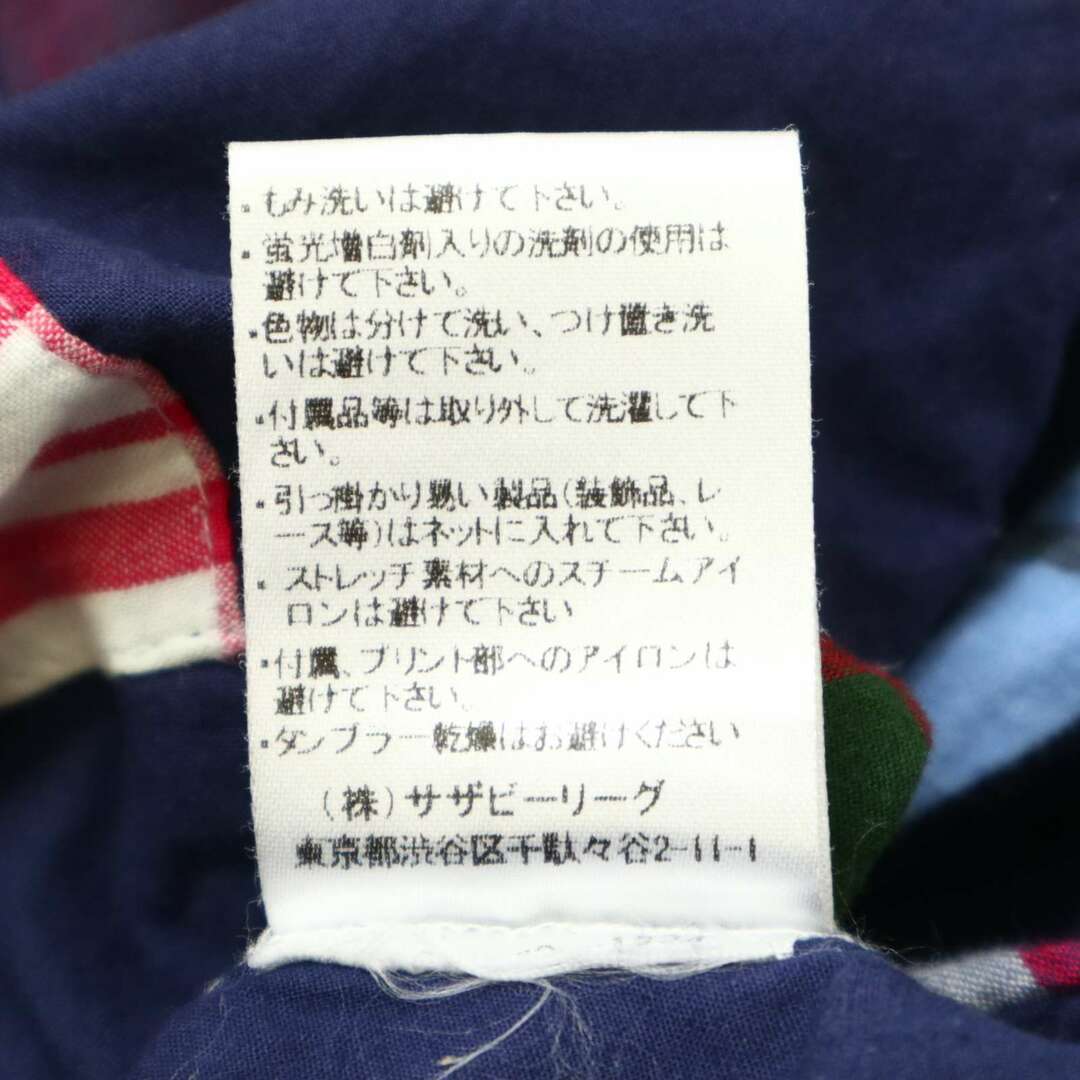 ・もみ洗いは避けて下さい。
・蛍光増白剤入りの洗剤の使用は
避けて下さい。
・色物は分けて洗い、つけ置き洗
いは避けて下さい。
・付属品等は取り外して洗濯して下
さい。
・引っ掛かり易い製品(装飾品、レ
ース等)はネットに入れて下さい。
・ストレッチ素材へのスチームアイ
ロンは避けて下さい
・付属、プリント部へのアイロンは
避けて下さい。
・タンブラー乾燥はお避けください
(株)サザビーリーグ
東京都渋谷区千駄々谷2-11-1